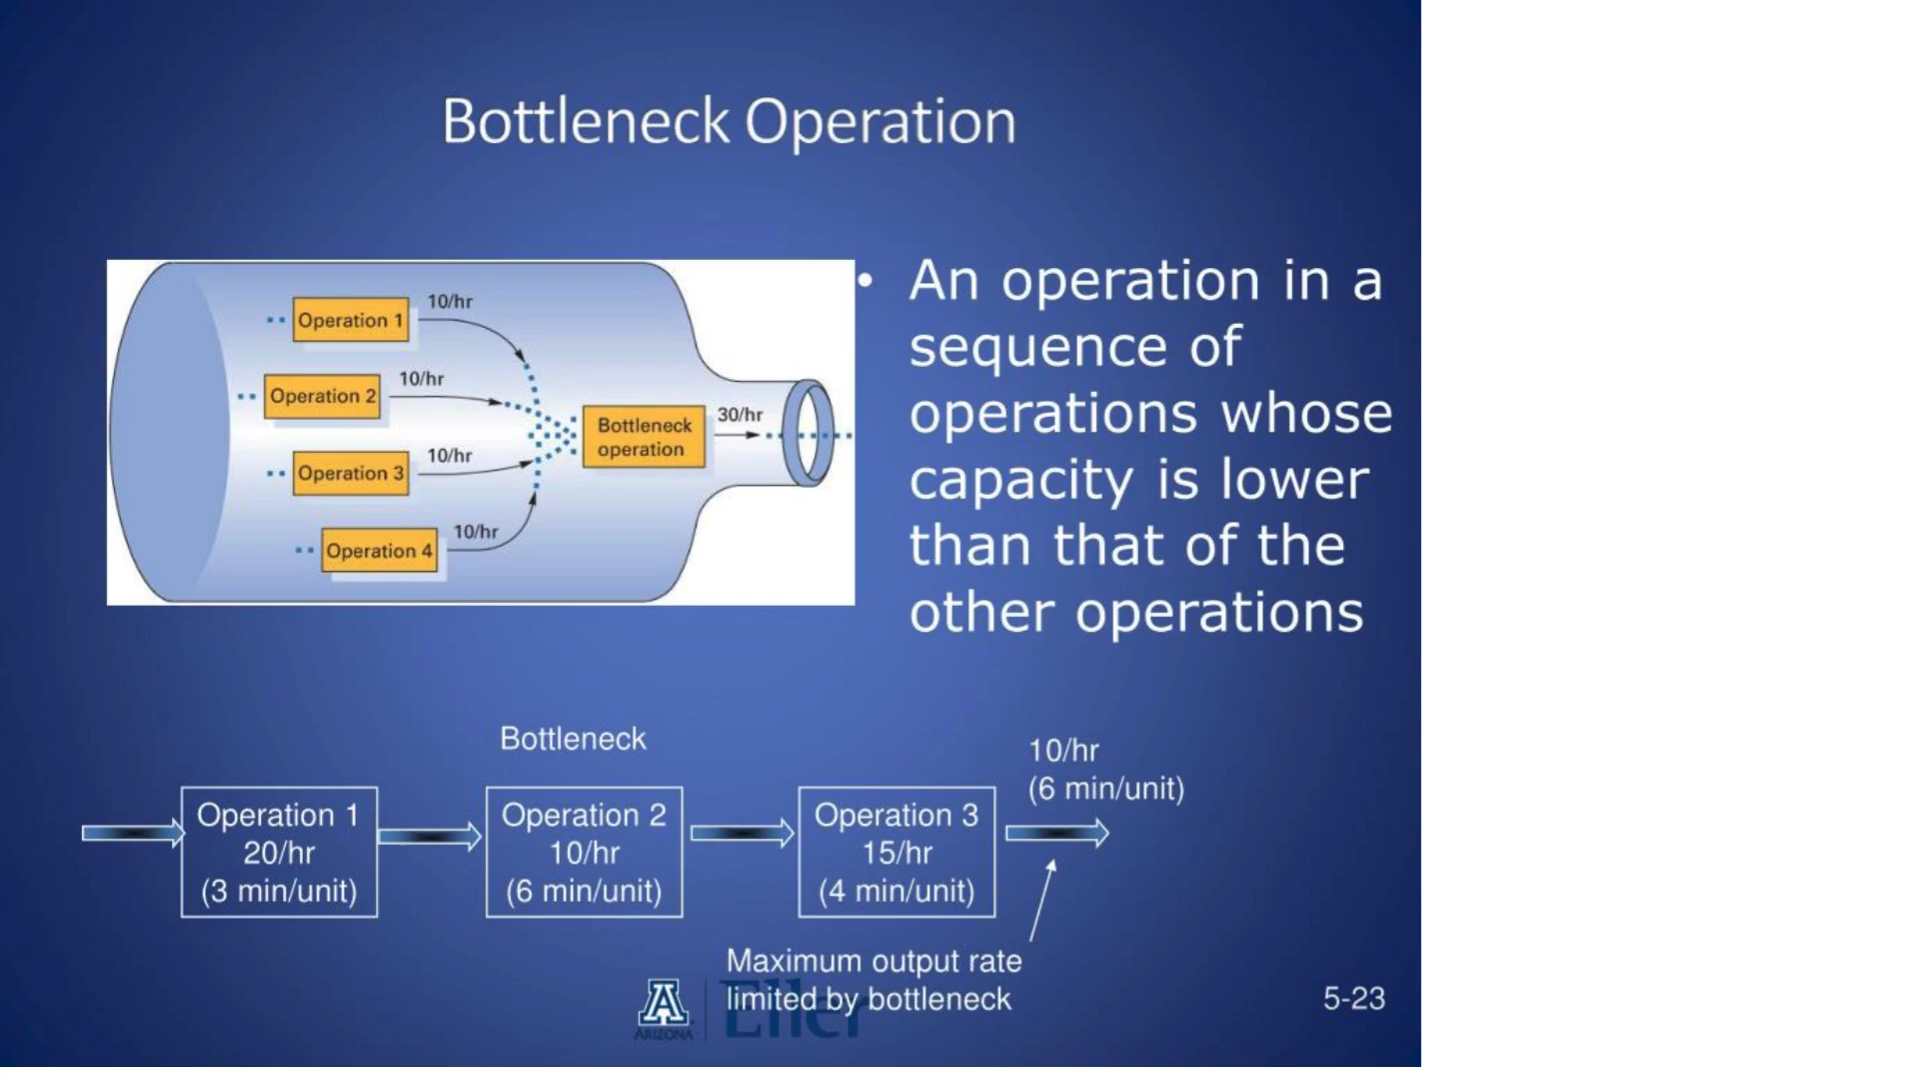 Bottleneck Operation
10/hr
Operation 1
10/hr
Operation 2
10/hr
Operation 3
10/hr
Operation 4
Bottleneck
operation
30/hr
• An operation in a
sequence of
operations whose
capacity is lower
than that of the
other operations
Bottleneck
Operation 1
20/hr
(3 min/unit)
Operation 2
10/hr
(6 min/unit)
Operation 3
15/hr
(4 min/unit)
10/hr
(6 min/unit)
Maximum output rate
limited by bottleneck
A
ARIZONA
Eller
5-23